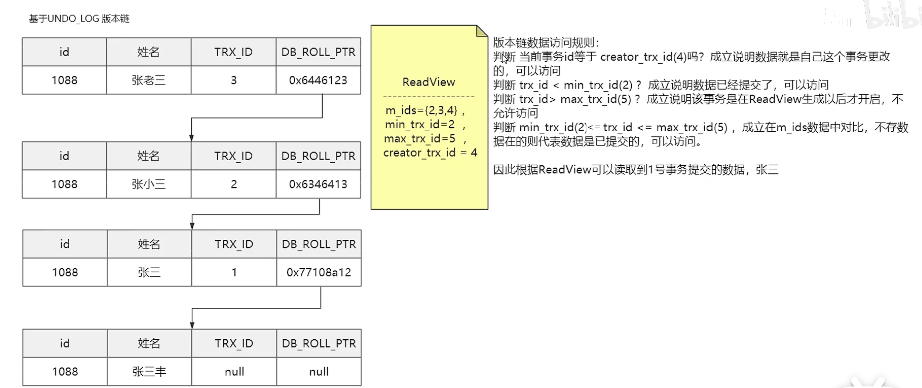 基于UNDO_LOG 版本链
id 姓名 TRX_ID DB_ROLL_PTR
1088 张老三 3 0x6446123
id 姓名 TRX_ID DB_ROLL_PTR
1088 张小三 2 0x6346413
id 姓名 TRX_ID DB_ROLL_PTR
1088 张三 1 0x77108a12
id 姓名 TRX_ID DB_ROLL_PTR
1088 张三丰 null null
ReadView
m_ids={2,3,4} ,
min_trx_id=2 ,
max_trx_id=5 ,
creator_trx_id = 4
版本链数据访问规则:
判断 当前事务id等于 creator_trx_id(4)吗？成立说明数据就是自己这个事务更改
的，可以访问
判断 trx_id < min_trx_id(2) ？成立说明数据已经提交了，可以访问
判断 trx_id> max_trx_id(5) ？成立说明该事务是在ReadView生成以后才开启，不
允许访问
判断 min_trx_id(2)<= trx_id <= max_trx_id(5) ，成立在m_ids数据中对比，不存数
据在的则代表数据是已提交的，可以访问。
因此根据ReadView可以读取到1号事务提交的数据，张三
bilibili